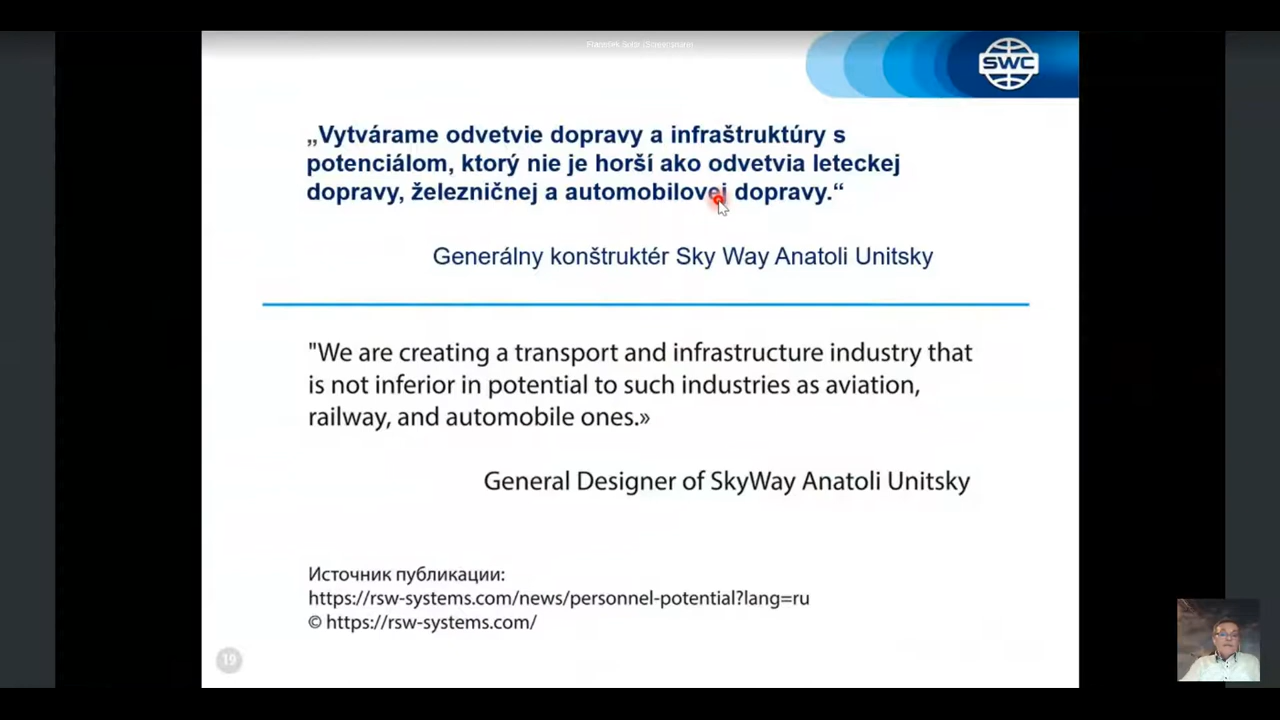 SWC
„Vytvárame odvetvie dopravy a infraštruktúry s
potenciálom, ktorý nie je horší ako odvetvia leteckej
dopravy, železničnej a automobilovej dopravy.“
Generálny konštruktér Sky Way Anatoli Unitsky
"We are creating a transport and infrastructure industry that
is not inferior in potential to such industries as aviation,
railway, and automobile ones.»
General Designer of SkyWay Anatoli Unitsky
Источник публикации:
https://rsw-systems.com/news/personnel-potential?lang=ru
© https://rsw-systems.com/
19